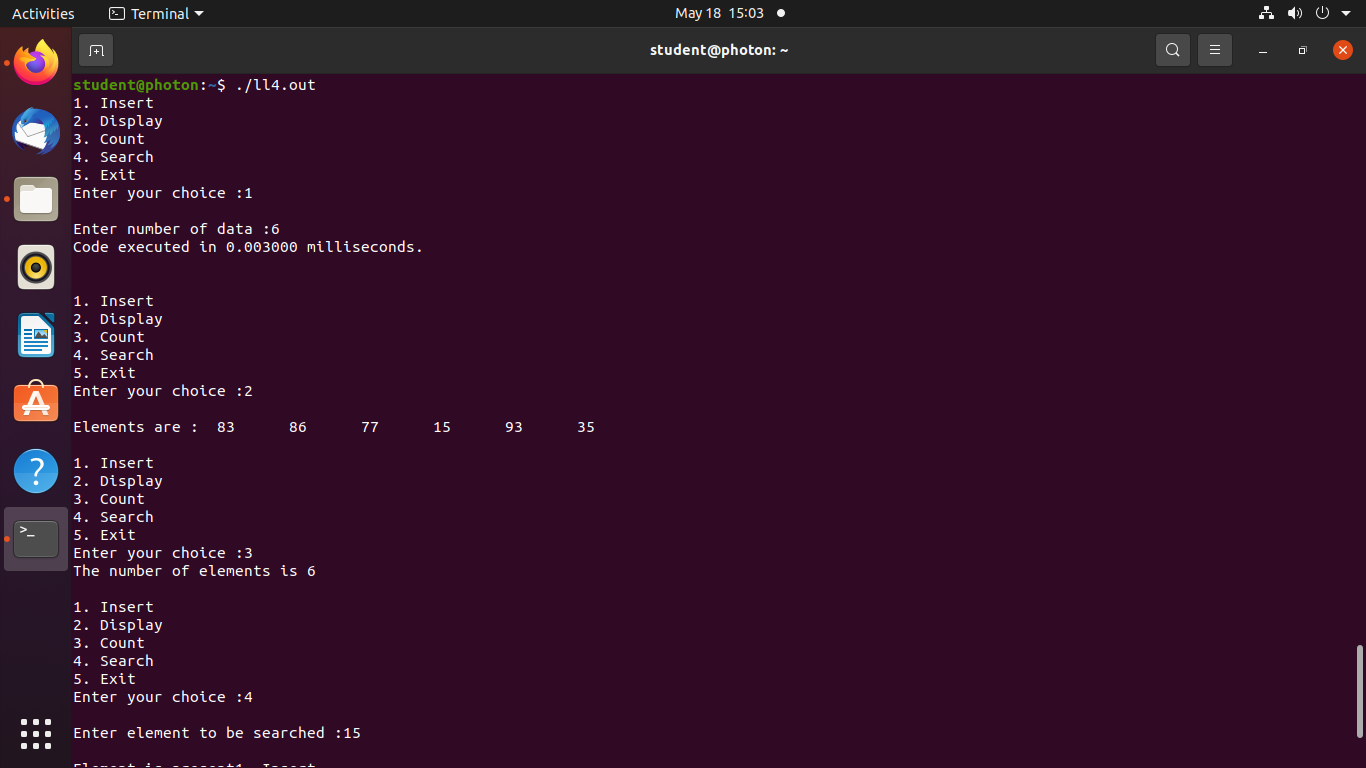 Activities Terminal May 18 15:03
student@photon: ~
student@photon:~$ ./ll4.out
1. Insert
2. Display
3. Count
4. Search
5. Exit
Enter your choice :1
Enter number of data :6
Code executed in 0.003000 milliseconds.
1. Insert
2. Display
3. Count
4. Search
5. Exit
Enter your choice :2
Elements are : 83 86 77 15 93 35
1. Insert
2. Display
3. Count
4. Search
5. Exit
Enter your choice :3
The number of elements is 6
1. Insert
2. Display
3. Count
4. Search
5. Exit
Enter your choice :4
Enter element to be searched :15
Element is present1. Insert